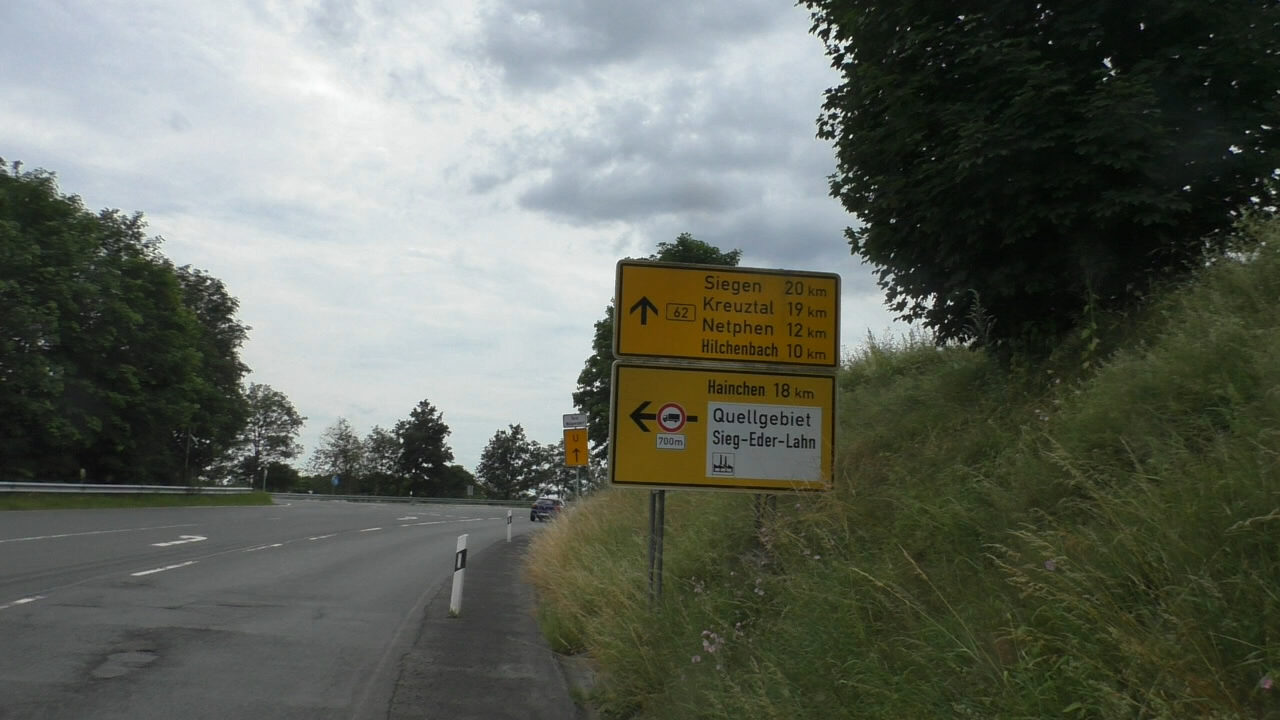 Siegen 20 km
62 Kreuztal 19 km
Netphen 12 km
Hilchenbach 10 km
Hainchen 18 km
Quellgebiet
Sieg-Eder-Lahn
700m
U